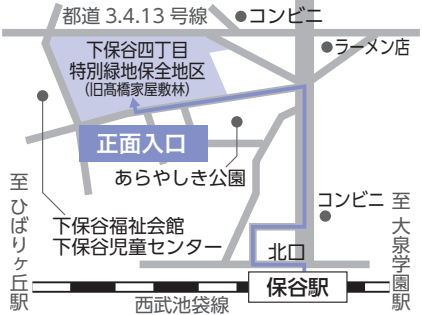 都道 3.4.13 号線
コンビニ
ラーメン店
下保谷四丁目
特別緑地保全地区
(旧髙橋家屋敷林)
正面入口
あらやしき公園
コンビニ
至 ひばりヶ丘駅
至 大泉学園駅
下保谷福祉会館
下保谷児童センター
北口
保谷駅
西武池袋線